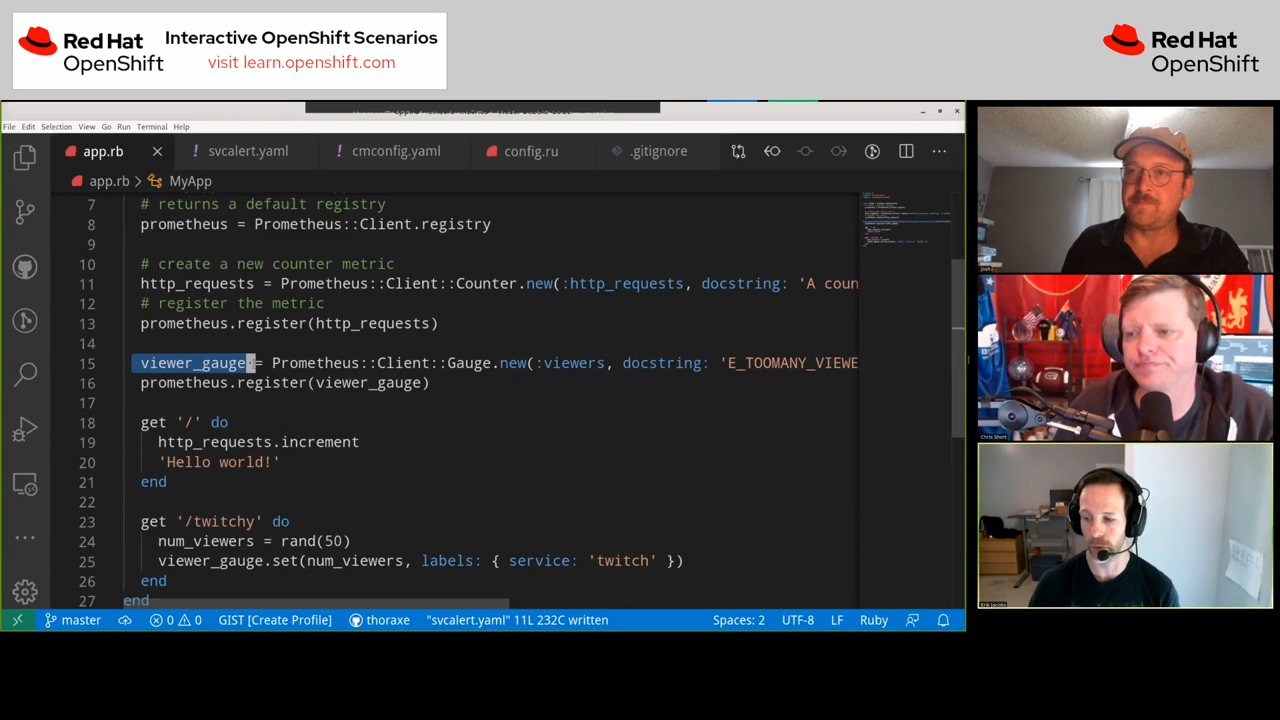 Red Hat
OpenShift
Interactive OpenShift Scenarios
visit learn.openshift.com
Red Hat
OpenShift
File Edit Selection View Go Run Terminal Help
app.rb
! svcalert.yaml
! cmconfig.yaml
config.ru
.gitignore
app.rb > MyApp
7 # returns a default registry
8 prometheus = Prometheus::Client.registry
9
10 # create a new counter metric
11 http_requests = Prometheus::Client::Counter.new(:http_requests, docstring: 'A coun
12 # register the metric
13 prometheus.register(http_requests)
14
15 viewer_gauge = Prometheus::Client::Gauge.new(:viewers, docstring: 'E_TOOMANY_VIEWE
16 prometheus.register(viewer_gauge)
17
18 get '/' do
19 http_requests.increment
20 'Hello world!'
21 end
22
23 get '/twitchy' do
24 num_viewers = rand(50)
25 viewer_gauge.set(num_viewers, labels: { service: 'twitch' })
26 end
27 end
master 0 0 GIST [Create Profile] thoraxe "svcalert.yaml" 11L 232C written Spaces: 2 UTF-8 LF Ruby
Chris Short
Erik Jacobs